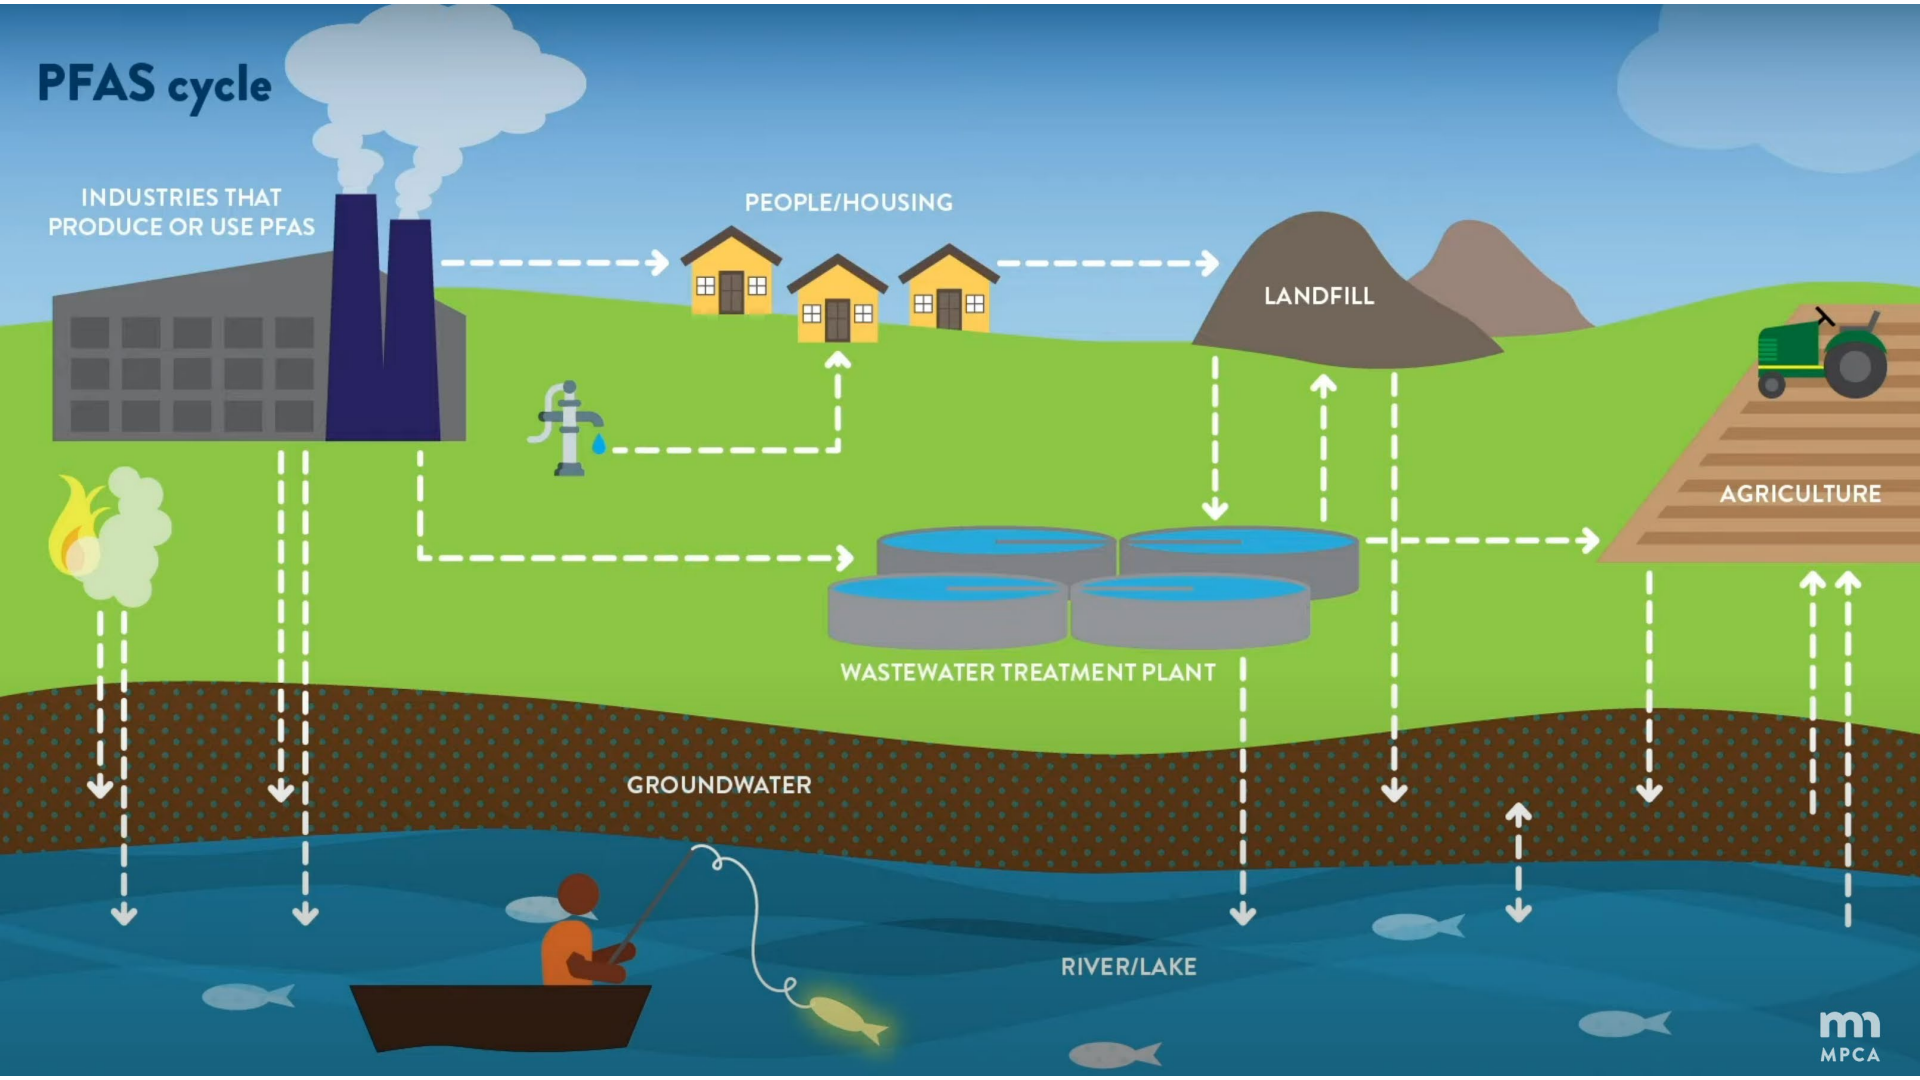 PFAS cycle
INDUSTRIES THAT
PRODUCE OR USE PFAS
PEOPLE/HOUSING
LANDFILL
AGRICULTURE
WASTEWATER TREATMENT PLANT
GROUNDWATER
RIVER/LAKE
MPCA